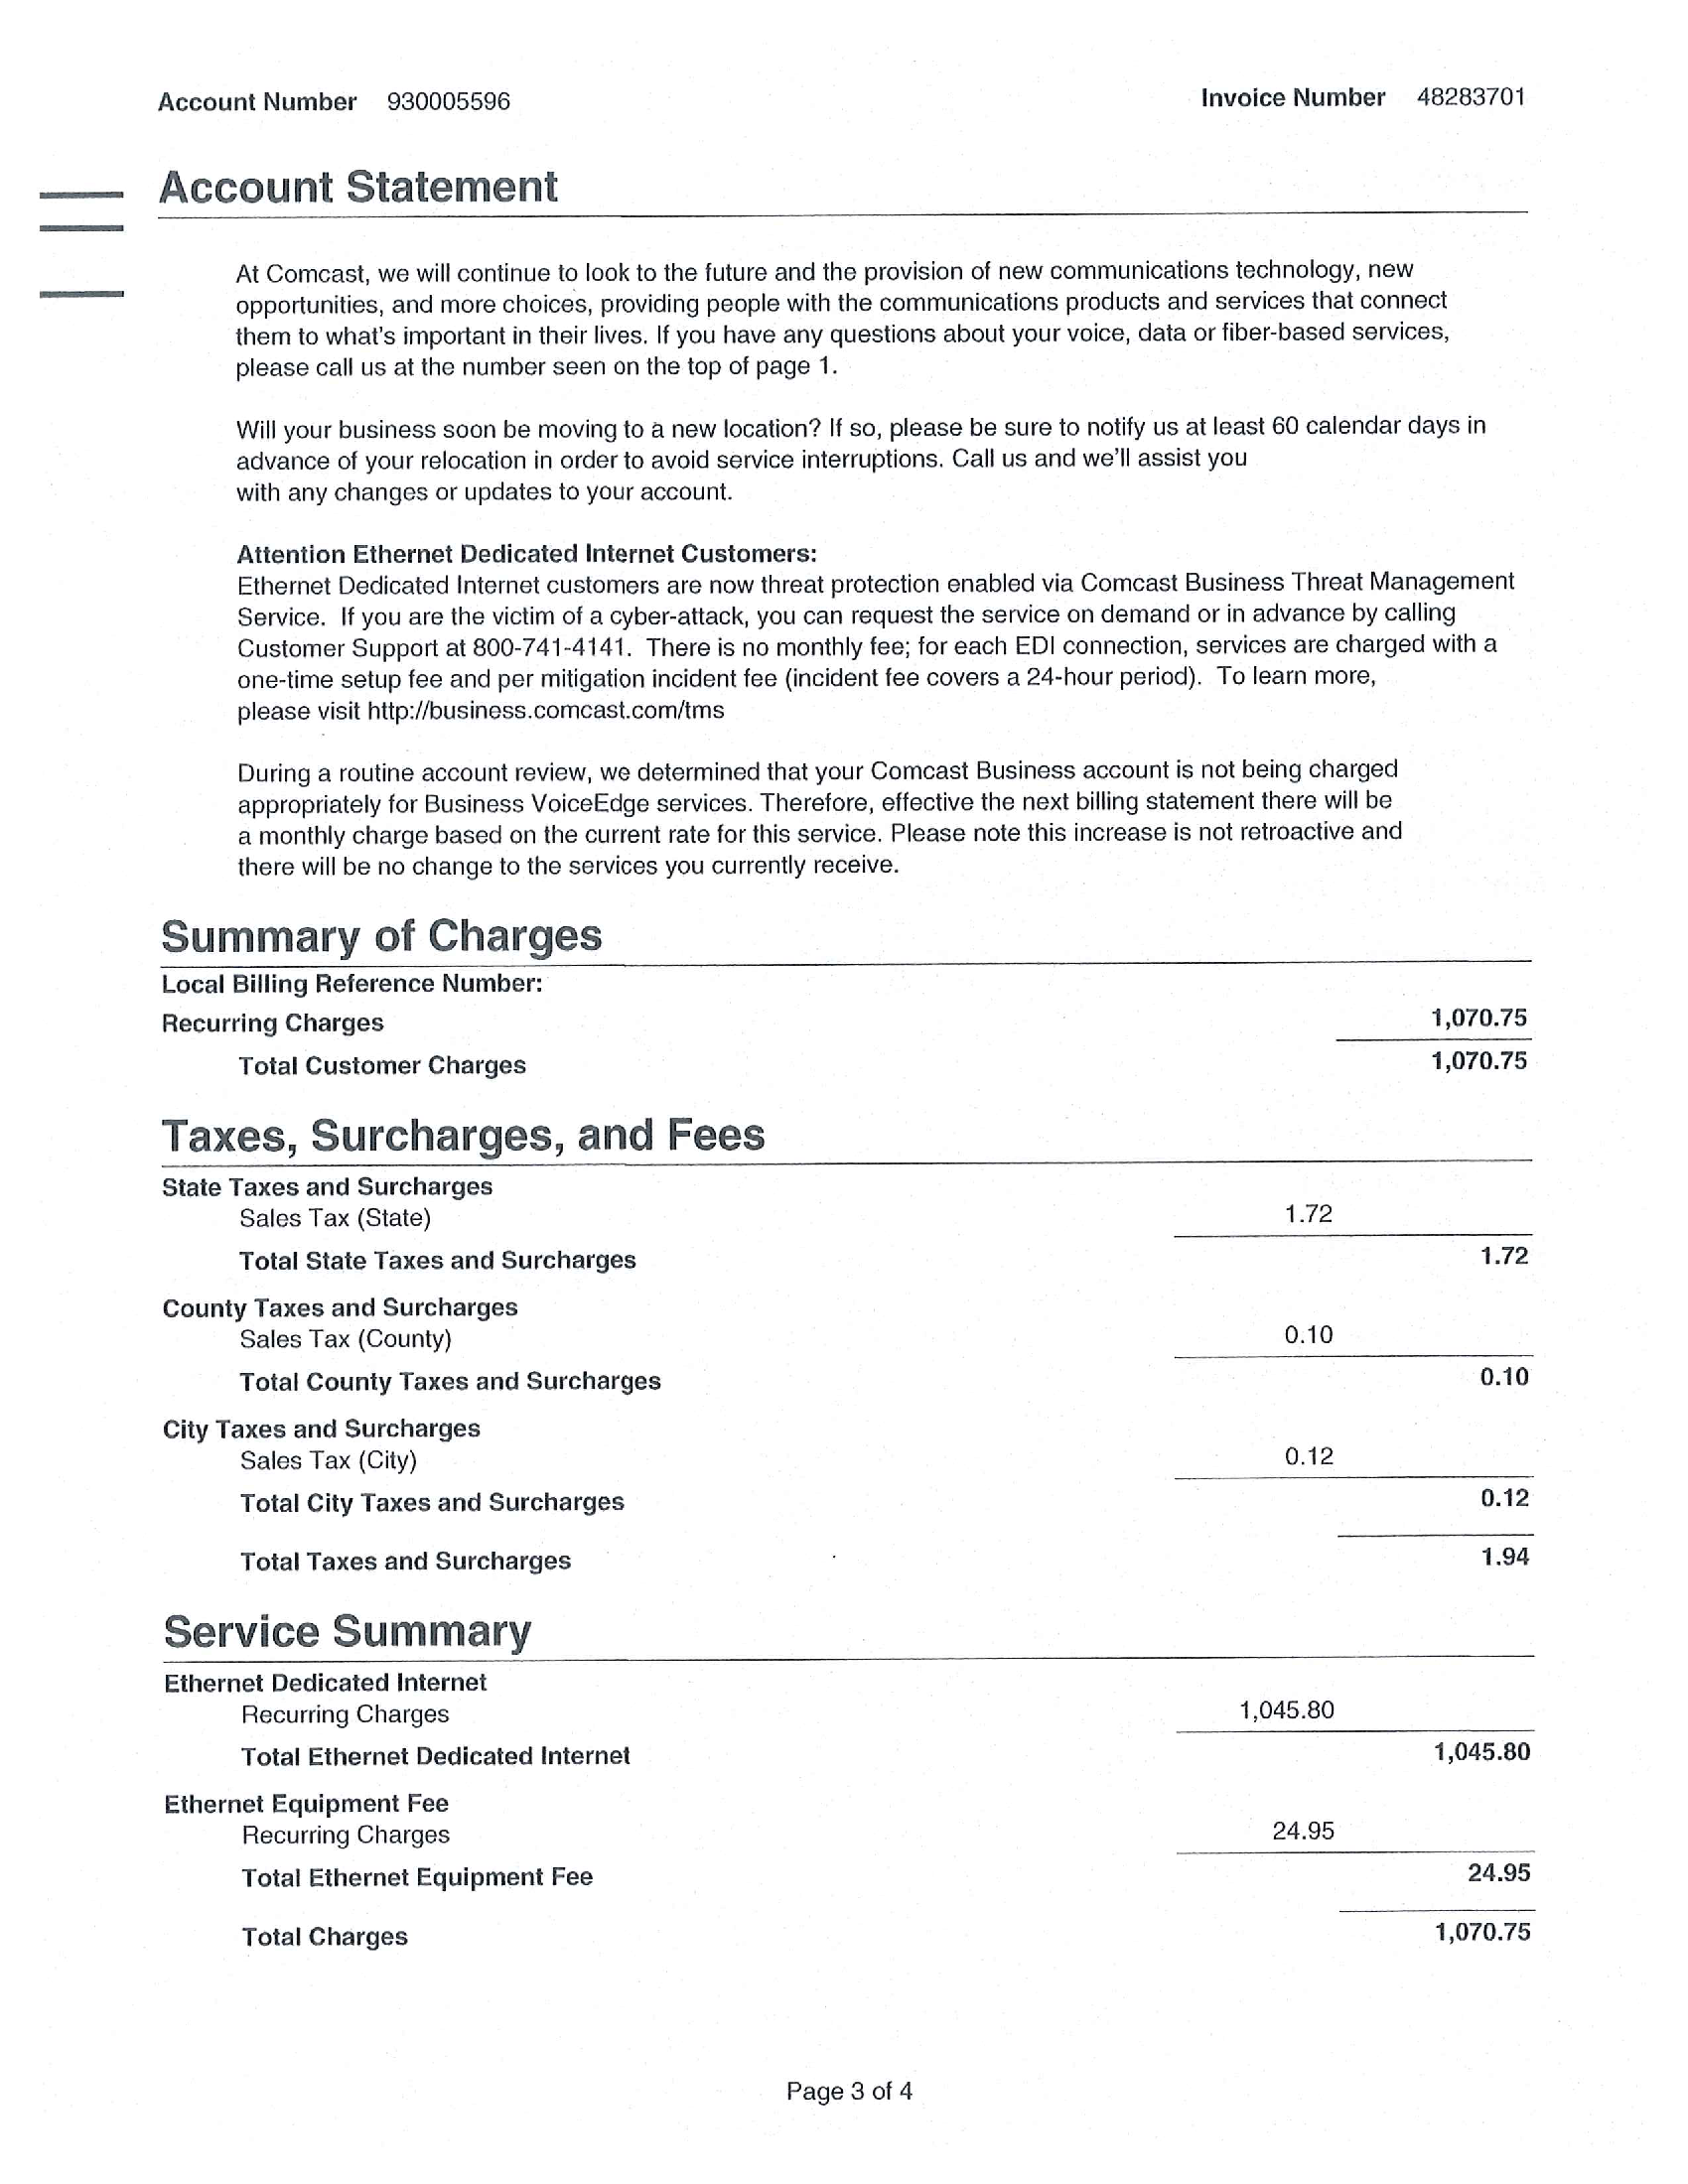 Account Number 930005596
Invoice Number 48283701
Account Statement
At Comcast, we will continue to look to the future and the provision of new communications technology, new
opportunities, and more choices, providing people with the communications products and services that connect
them to what's important in their lives. If you have any questions about your voice, data or fiber-based services,
please call us at the number seen on the top of page 1.
Will your business soon be moving to a new location? If so, please be sure to notify us at least 60 calendar days in
advance of your relocation in order to avoid service interruptions. Call us and we'll assist you
with any changes or updates to your account.
Attention Ethernet Dedicated Internet Customers:
Ethernet Dedicated Internet customers are now threat protection enabled via Comcast Business Threat Management
Service. If you are the victim of a cyber-attack, you can request the service on demand or in advance by calling
Customer Support at 800-741-4141. There is no monthly fee; for each EDI connection, services are charged with a
one-time setup fee and per mitigation incident fee (incident fee covers a 24-hour period). To learn more,
please visit http://business.comcast.com/tms
During a routine account review, we determined that your Comcast Business account is not being charged
appropriately for Business VoiceEdge services. Therefore, effective the next billing statement there will be
a monthly charge based on the current rate for this service. Please note this increase is not retroactive and
there will be no change to the services you currently receive.
Summary of Charges
Local Billing Reference Number:
Recurring Charges 1,070.75
Total Customer Charges 1,070.75
Taxes, Surcharges, and Fees
State Taxes and Surcharges
Sales Tax (State) 1.72
Total State Taxes and Surcharges 1.72
County Taxes and Surcharges
Sales Tax (County) 0.10
Total County Taxes and Surcharges 0.10
City Taxes and Surcharges
Sales Tax (City) 0.12
Total City Taxes and Surcharges 0.12
Total Taxes and Surcharges 1.94
Service Summary
Ethernet Dedicated Internet
Recurring Charges 1,045.80
Total Ethernet Dedicated Internet 1,045.80
Ethernet Equipment Fee
Recurring Charges 24.95
Total Ethernet Equipment Fee 24.95
Total Charges 1,070.75
Page 3 of 4